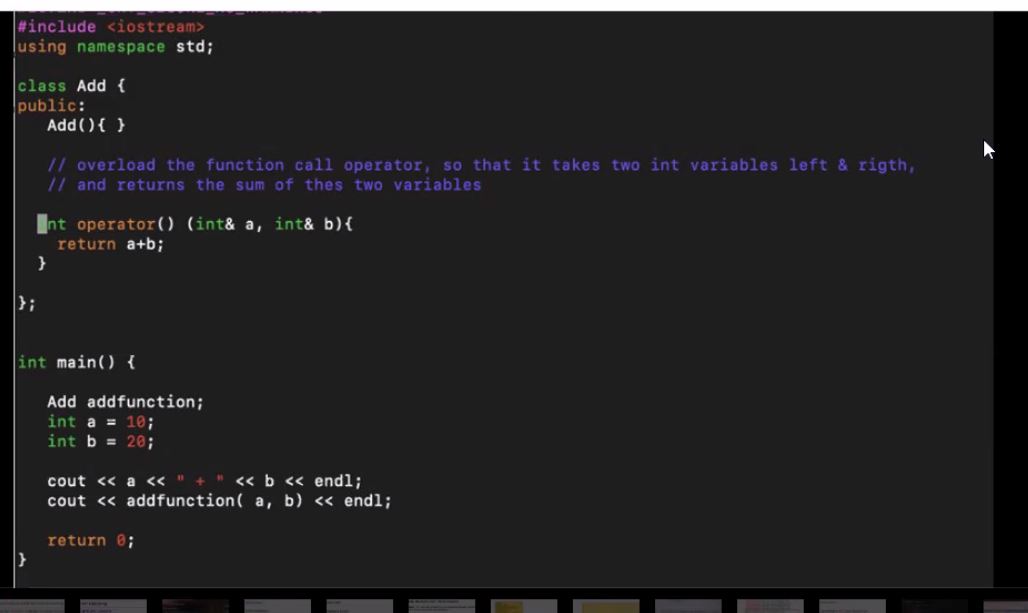 #include <iostream>
using namespace std;
class Add {
public:
Add(){ }
// overload the function call operator, so that it takes two int variables left & rigth,
// and returns the sum of thes two variables
int operator() (int& a, int& b){
return a+b;
}
};
int main() {
Add addfunction;
int a = 10;
int b = 20;
cout << a << " + " << b << endl;
cout << addfunction( a, b) << endl;
return 0;
}